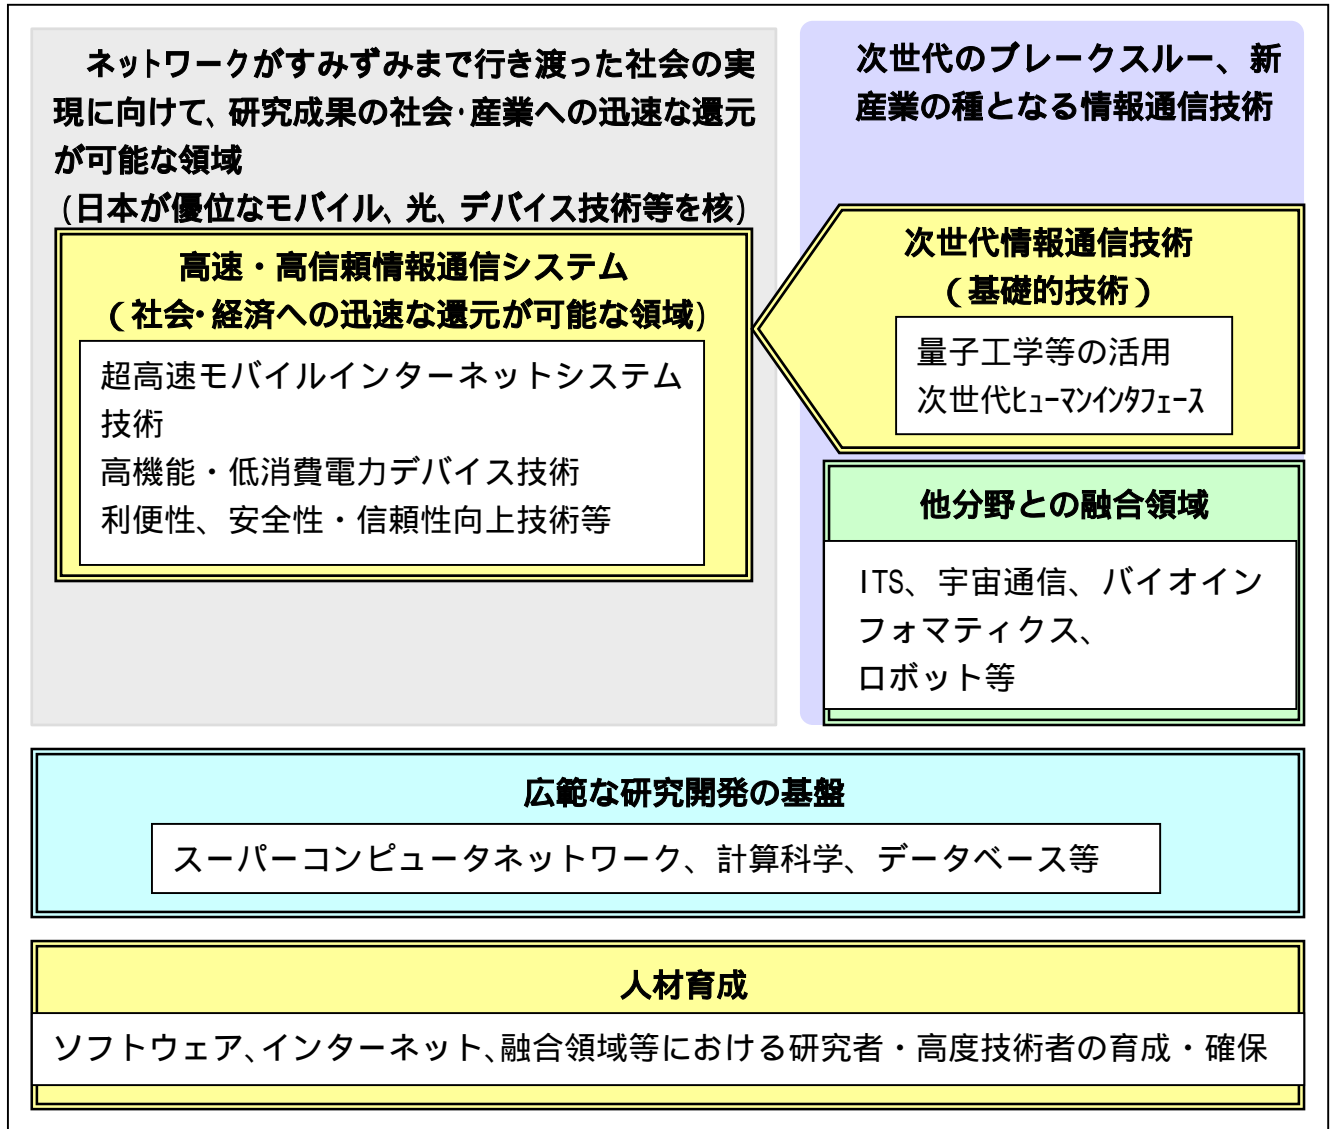 ネットワークがすみずみまで行き渡った社会の実
現に向けて、研究成果の社会・産業への迅速な還元
が可能な領域
(日本が優位なモバイル、光、デバイス技術等を核)
高速・高信頼情報通信システム
(社会・経済への迅速な還元が可能な領域)
超高速モバイルインターネットシステム
技術
高機能・低消費電力デバイス技術
利便性、安全性・信頼性向上技術等
次世代のブレークスルー、新
産業の種となる情報通信技術
次世代情報通信技術
(基礎的技術)
量子工学等の活用
次世代ヒューマンインタフェース
他分野との融合領域
ITS、宇宙通信、バイオイン
フォマティクス、
ロボット等
広範な研究開発の基盤
スーパーコンピュータネットワーク、計算科学、データベース等
人材育成
ソフトウェア、インターネット、融合領域等における研究者・高度技術者の育成・確保